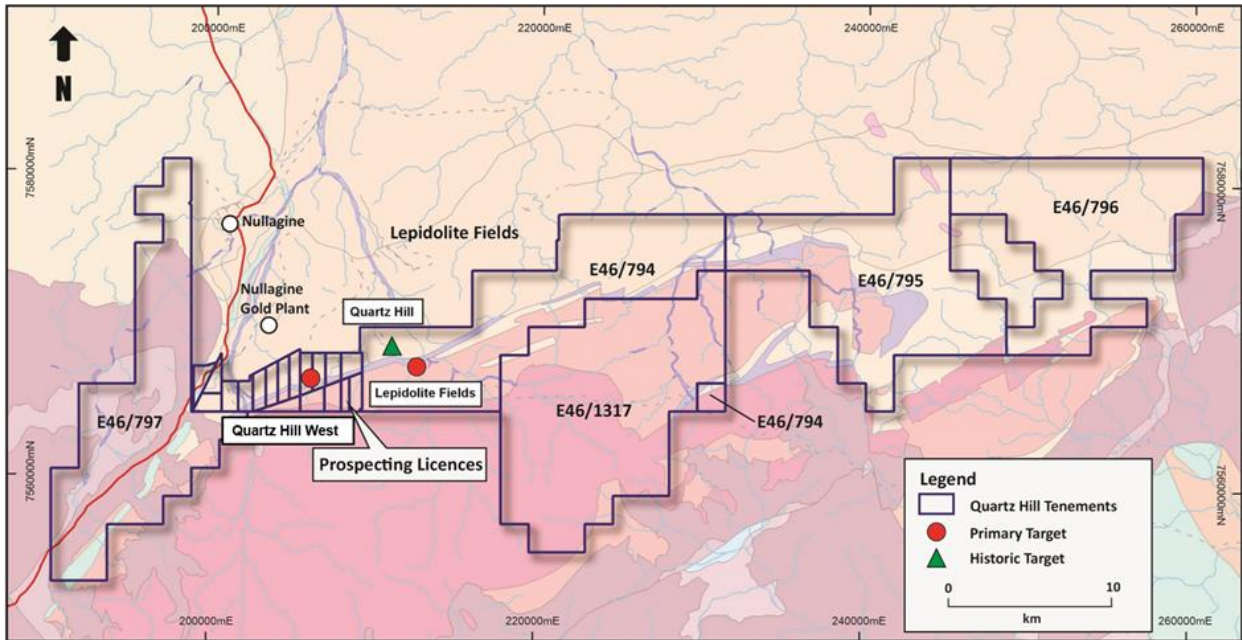 200000mE
220000mE
240000mE
260000mE
N
7580000mN
7580000mN
E46/796
Nullagine
Lepidolite Fields
E46/794
E46/795
Nullagine
Gold Plant
Quartz Hill
Lepidolite Fields
E46/797
E46/1317
E46/794
Quartz Hill West
Prospecting Licences
7560000mN
7560000mN
Legend
Quartz Hill Tenements
Primary Target
Historic Target
0
10
km
200000mE
220000mE
240000mE
260000mE